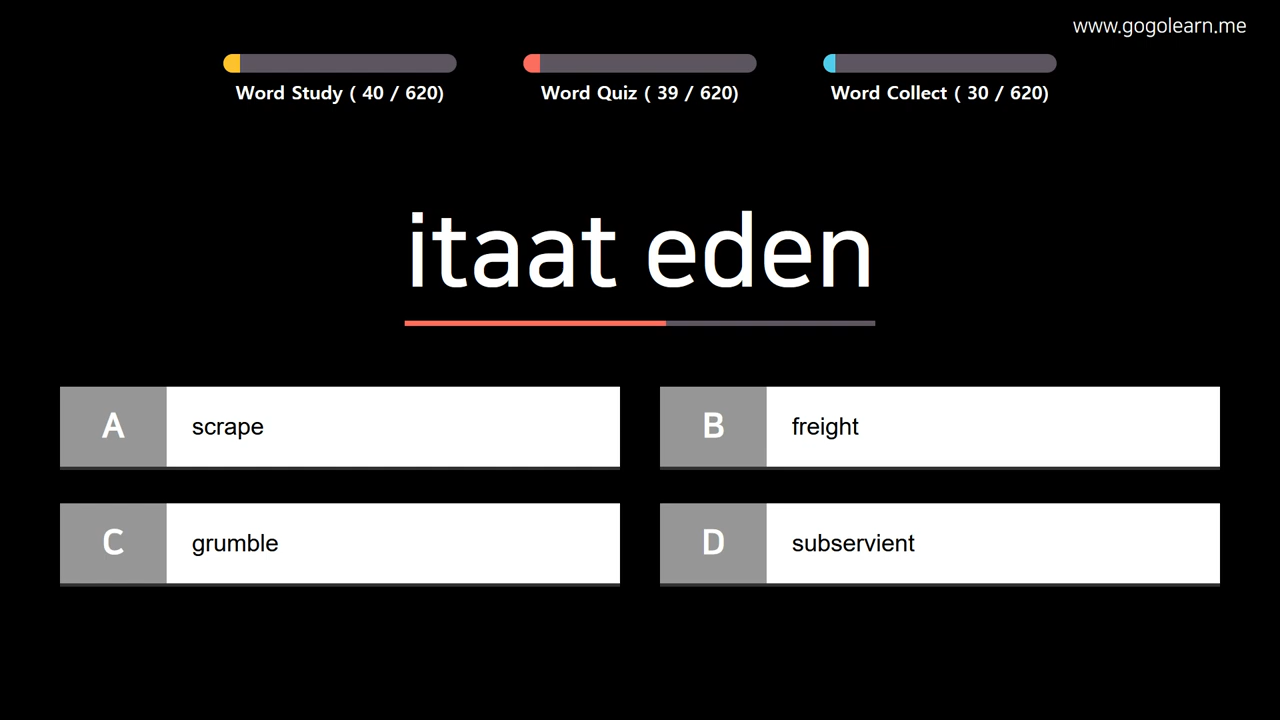 www.gogolearn.me
Word Study ( 40 / 620)
Word Quiz ( 39 / 620)
Word Collect ( 30 / 620)
itaat eden
A scrape
B freight
C grumble
D subservient